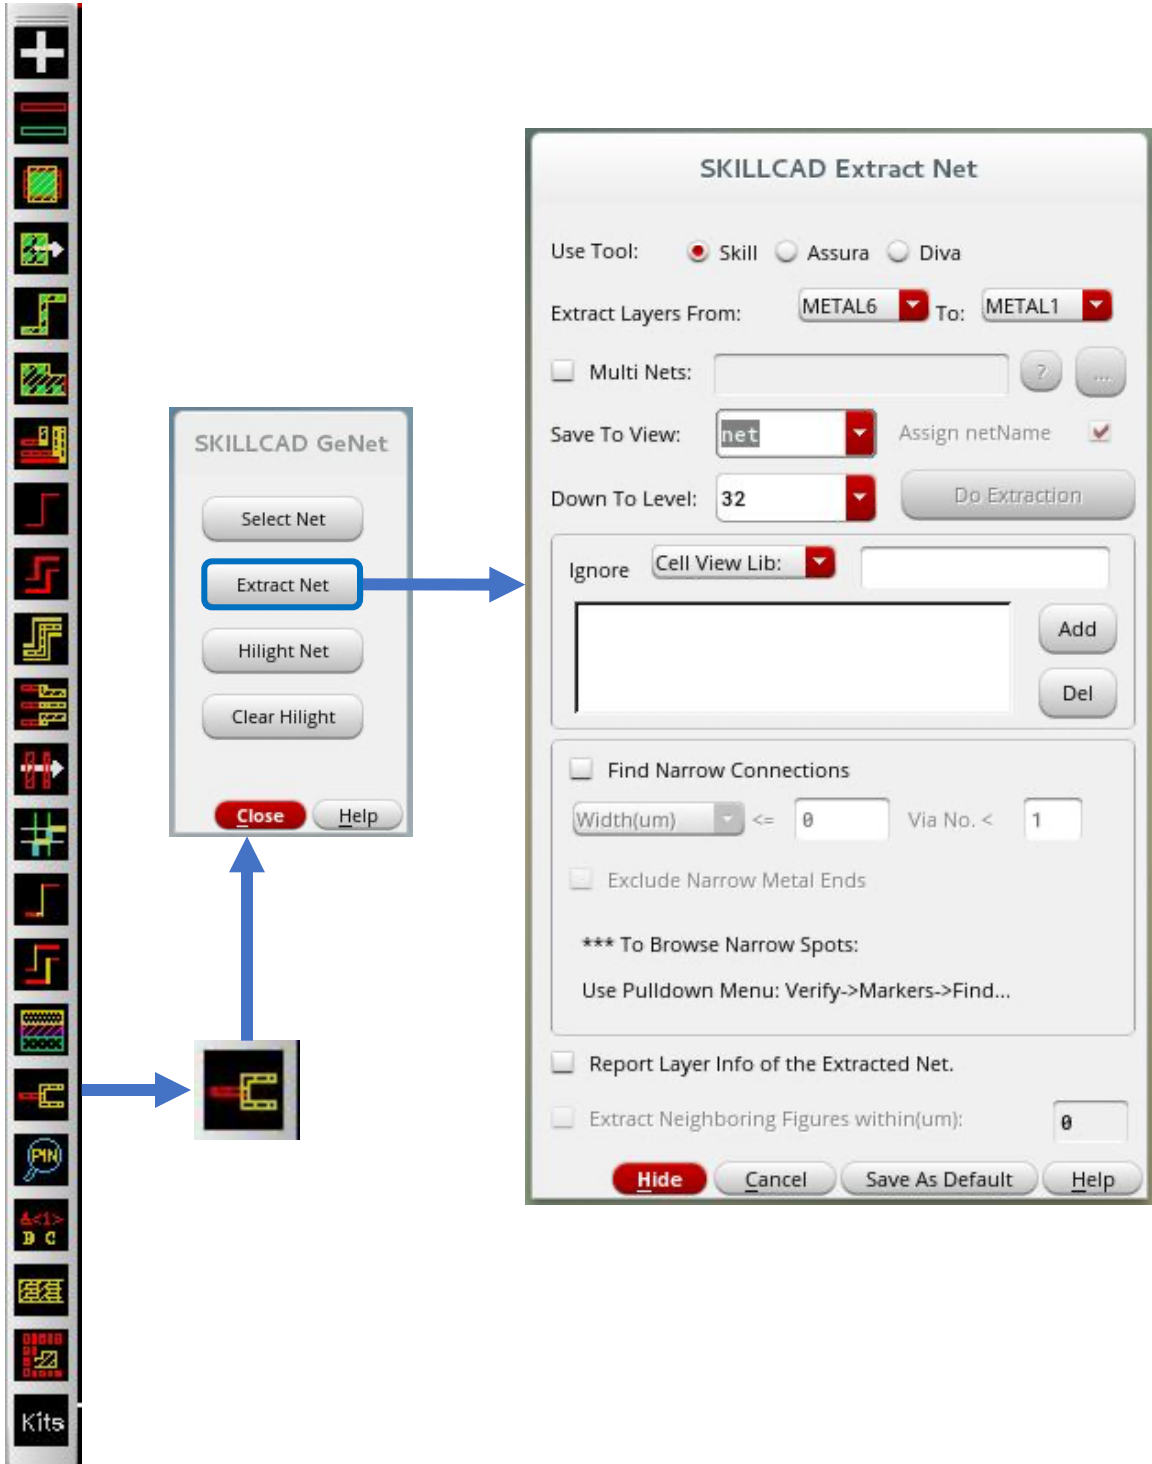 SKILLCAD Extract Net
Use Tool: Skill Assura Diva
Extract Layers From: METAL6 To: METAL1
Multi Nets: ? ...
Save To View: net Assign netName
Down To Level: 32 Do Extraction
Ignore Cell View Lib:
Add
Del
Find Narrow Connections
Width(um) <= 0 Via No. < 1
Exclude Narrow Metal Ends
*** To Browse Narrow Spots:
Use Pulldown Menu: Verify->Markers->Find...
Report Layer Info of the Extracted Net.
Extract Neighboring Figures within(um): 0
Hide Cancel Save As Default Help
SKILLCAD GeNet
Select Net
Extract Net
Hilight Net
Clear Hilight
Close Help
PIN
A<1>
B C
Kits